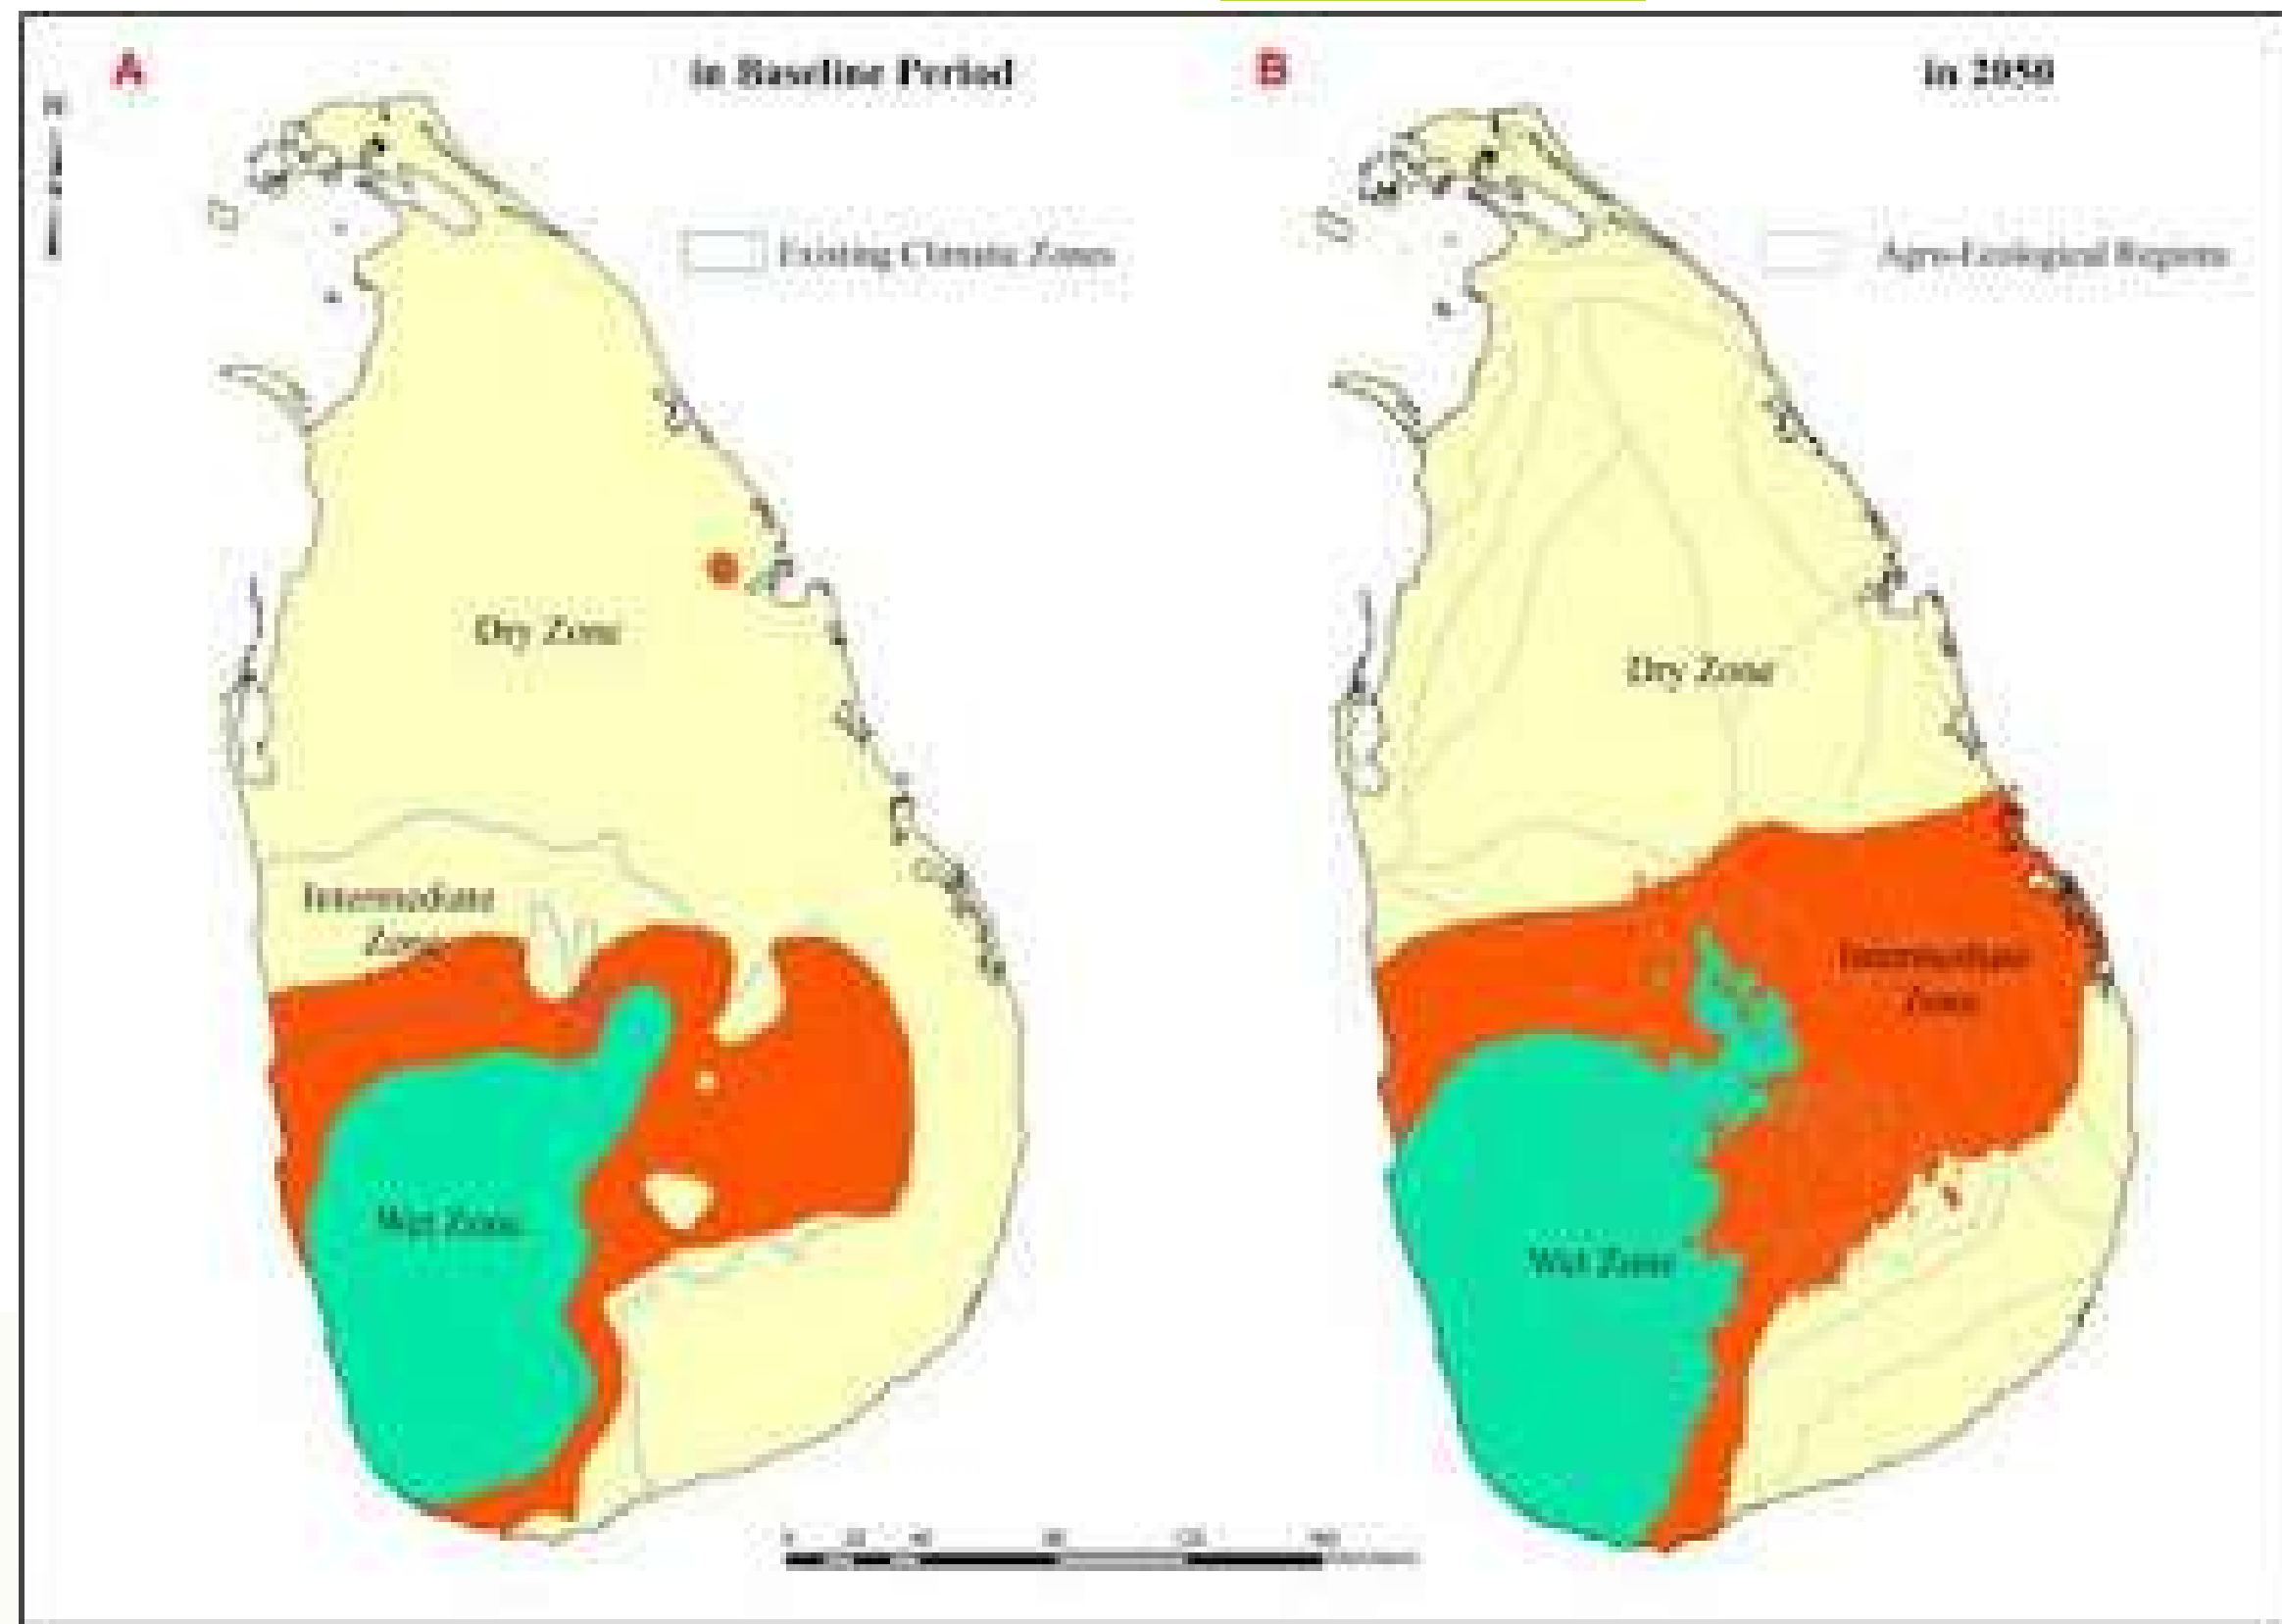 A
in Baseline Period
Existing Climatic Zones
Dry Zone
Intermediate
Zone
Wet Zone
B
in 2050
Agro-Ecological Regions
Dry Zone
Intermediate
Zone
Wet Zone
0